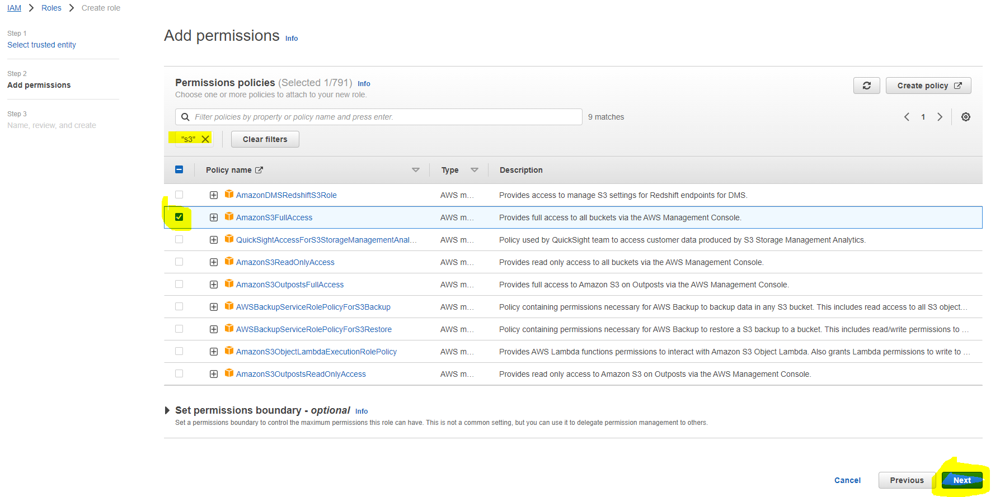 IAM > Roles > Create role
Step 1
Select trusted entity
Step 2
Add permissions
Step 3
Name, review, and create
Add permissions Info
Permissions policies (Selected 1/791) Info
Choose one or more policies to attach to your new role.
Create policy
Filter policies by property or policy name and press enter.
9 matches
1
"s3"
Clear filters
Policy name Type Description
AmazonDMSRedshiftS3Role AWS m... Provides access to manage S3 settings for Redshift endpoints for DMS.
AmazonS3FullAccess AWS m... Provides full access to all buckets via the AWS Management Console.
QuickSightAccessForS3StorageManagementAnal... AWS m... Policy used by QuickSight team to access customer data produced by S3 Storage Management Analytics.
AmazonS3ReadOnlyAccess AWS m... Provides read only access to all buckets via the AWS Management Console.
AmazonS3OutpostsFullAccess AWS m... Provides full access to Amazon S3 on Outposts via the AWS Management Console.
AWSBackupServiceRolePolicyForS3Backup AWS m... Policy containing permissions necessary for AWS Backup to backup data in any S3 bucket. This includes read access to all S3 object...
AWSBackupServiceRolePolicyForS3Restore AWS m... Policy containing permissions necessary for AWS Backup to restore a S3 backup to a bucket. This includes read/write permissions to ...
AmazonS3ObjectLambdaExecutionRolePolicy AWS m... Provides AWS Lambda functions permissions to interact with Amazon S3 Object Lambda. Also grants Lambda permissions to write to ...
AmazonS3OutpostsReadOnlyAccess AWS m... Provides read only access to Amazon S3 on Outposts via the AWS Management Console.
Set permissions boundary - optional Info
Set a permissions boundary to control the maximum permissions this role can have. This is not a common setting, but you can use it to delegate permission management to others.
Cancel Previous Next